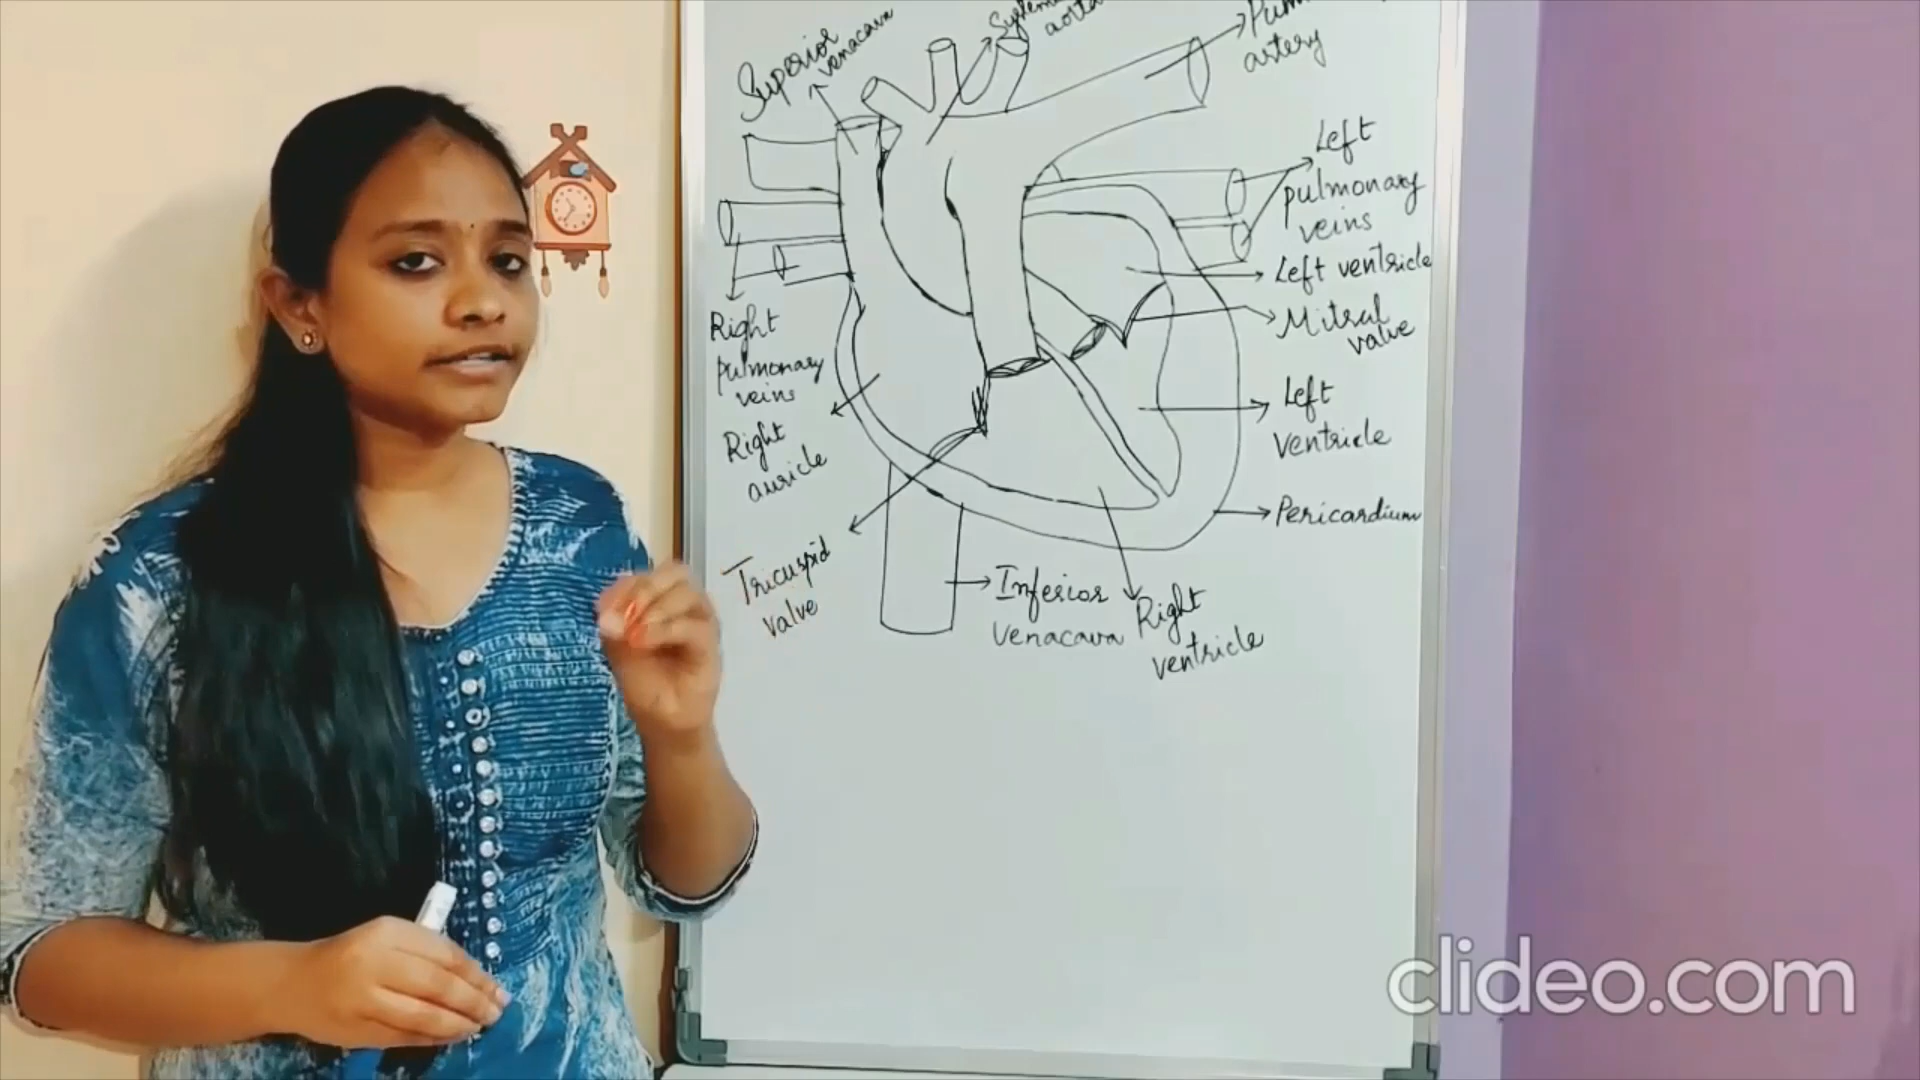 Superior
venacava
aorta
artery
Left
pulmonary
veins
Left ventricle
Mitral
valve
Left
ventricle
Pericardium
Right
pulmonary
veins
Right
auricle
Tricuspid
valve
Inferior
venacava
Right
ventricle
clideo.com